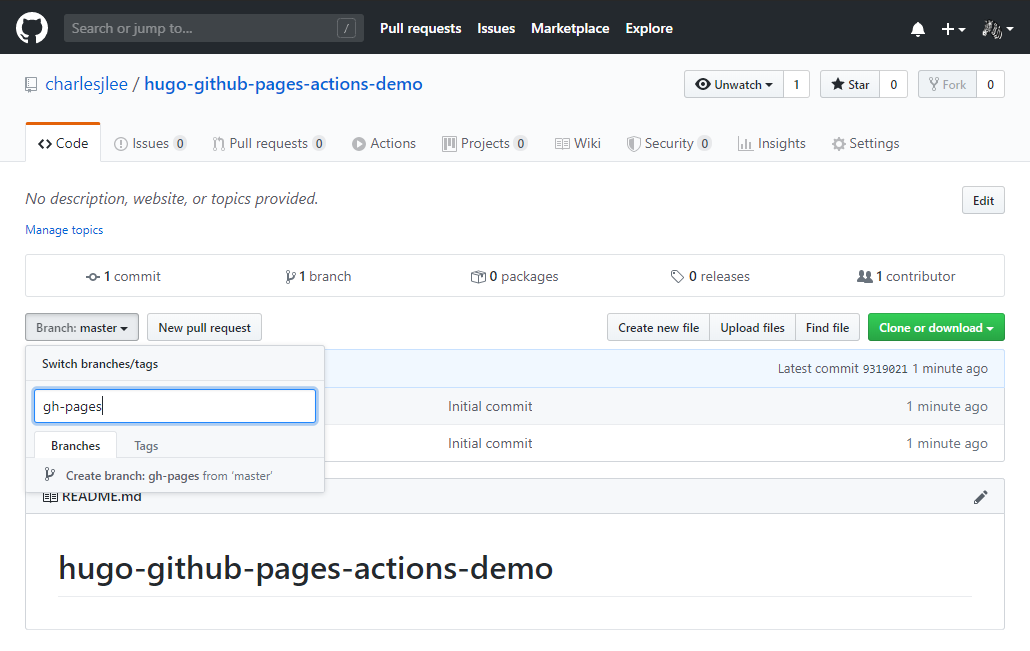 Search or jump to... / Pull requests Issues Marketplace Explore
charlesjlee / hugo-github-pages-actions-demo Unwatch 1 Star 0 Fork 0
Code Issues 0 Pull requests 0 Actions Projects 0 Wiki Security 0 Insights Settings
No description, website, or topics provided. Edit
Manage topics
1 commit 1 branch 0 packages 0 releases 1 contributor
Branch: master New pull request Create new file Upload files Find file Clone or download
Switch branches/tags
Latest commit 9319021 1 minute ago
gh-pages Initial commit 1 minute ago
Branches Tags Initial commit 1 minute ago
Create branch: gh-pages from ‘master’
README.md
hugo-github-pages-actions-demo